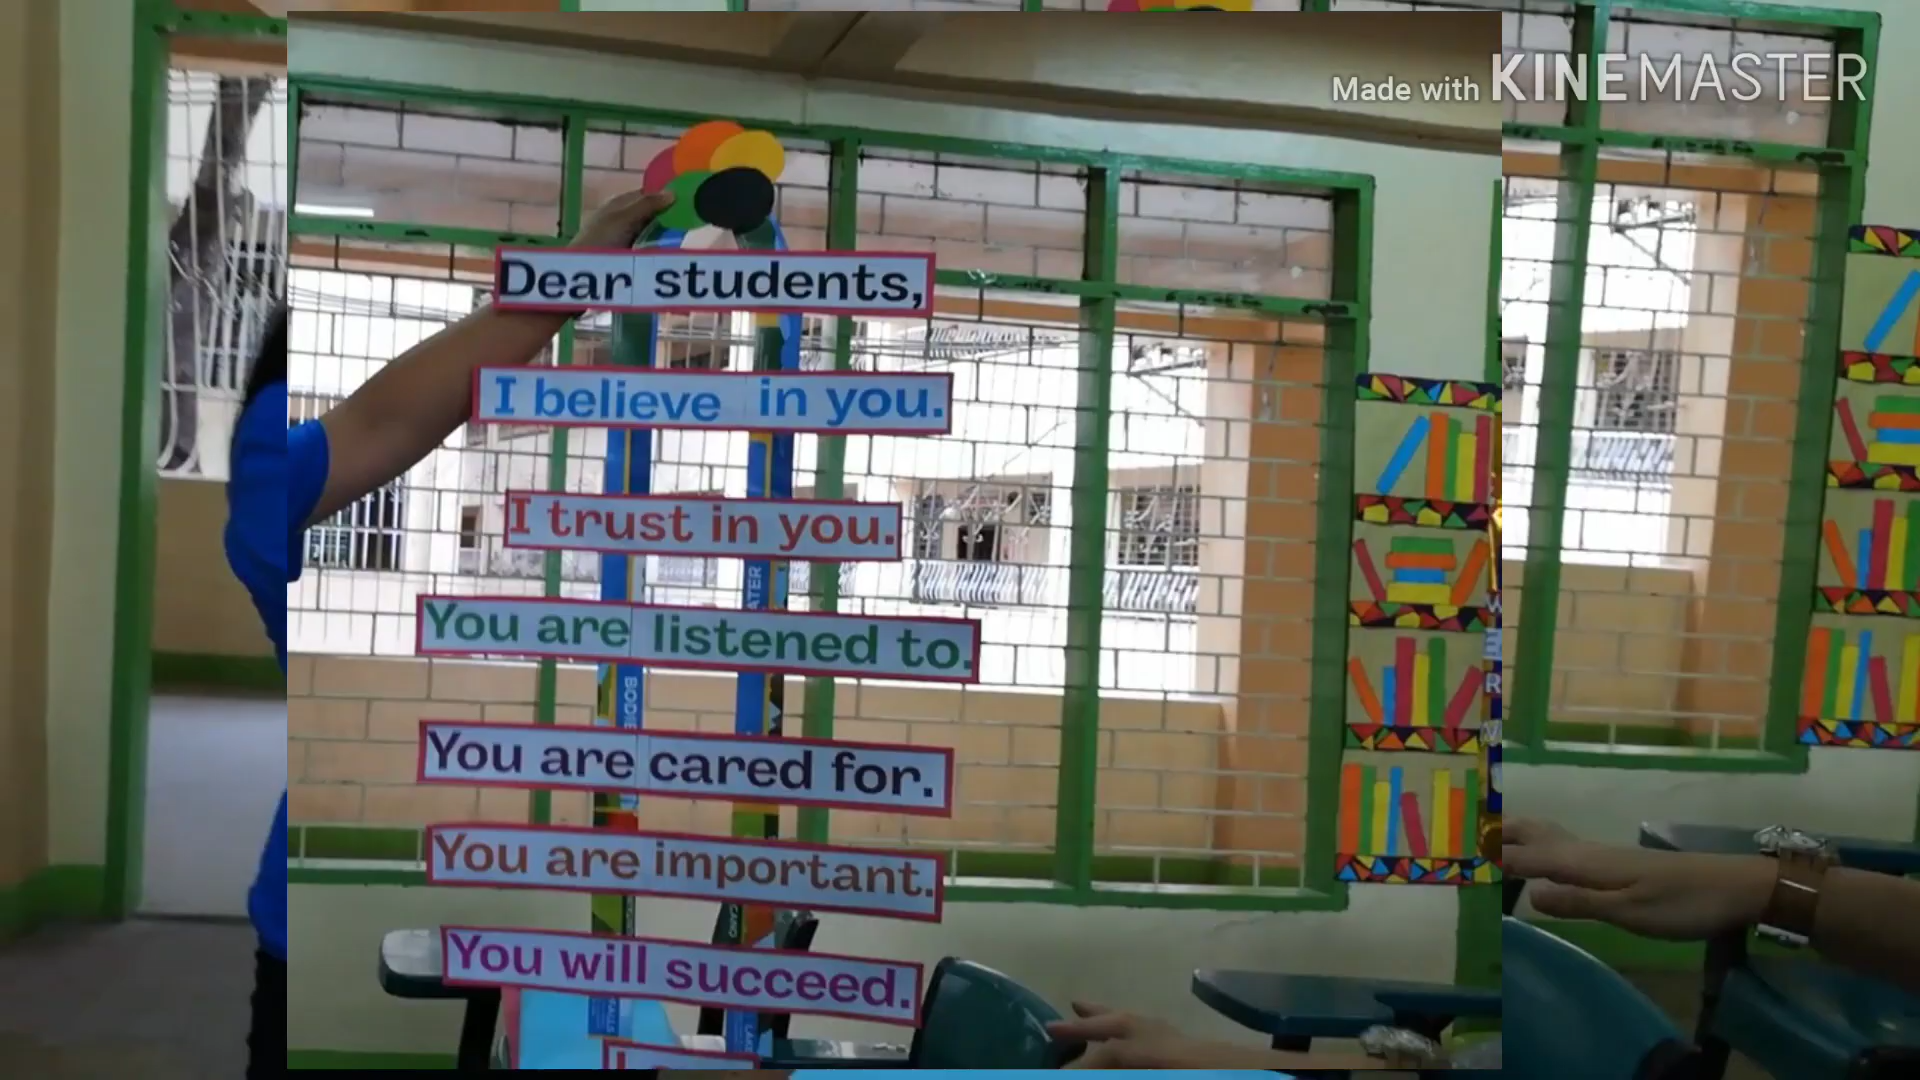 Made with KINEMASTER
Dear students,
I believe in you.
I trust in you.
You are listened to.
You are cared for.
You are important.
You will succeed.